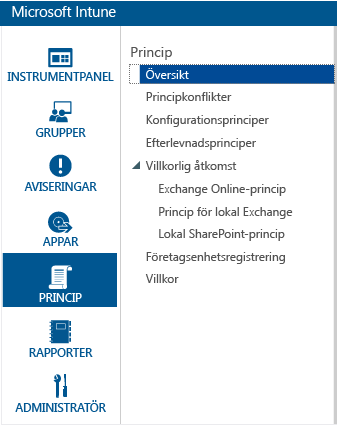 Microsoft Intune
INSTRUMENTPANEL
GRUPPER
AVISERINGAR
APPAR
PRINCIP
RAPPORTER
ADMINISTRATÖR
Princip
Översikt
Principkonflikter
Konfigurationsprinciper
Efterlevnadsprinciper
Villkorlig åtkomst
Exchange Online-princip
Princip för lokal Exchange
Lokal SharePoint-princip
Företagsenhetsregistrering
Villkor